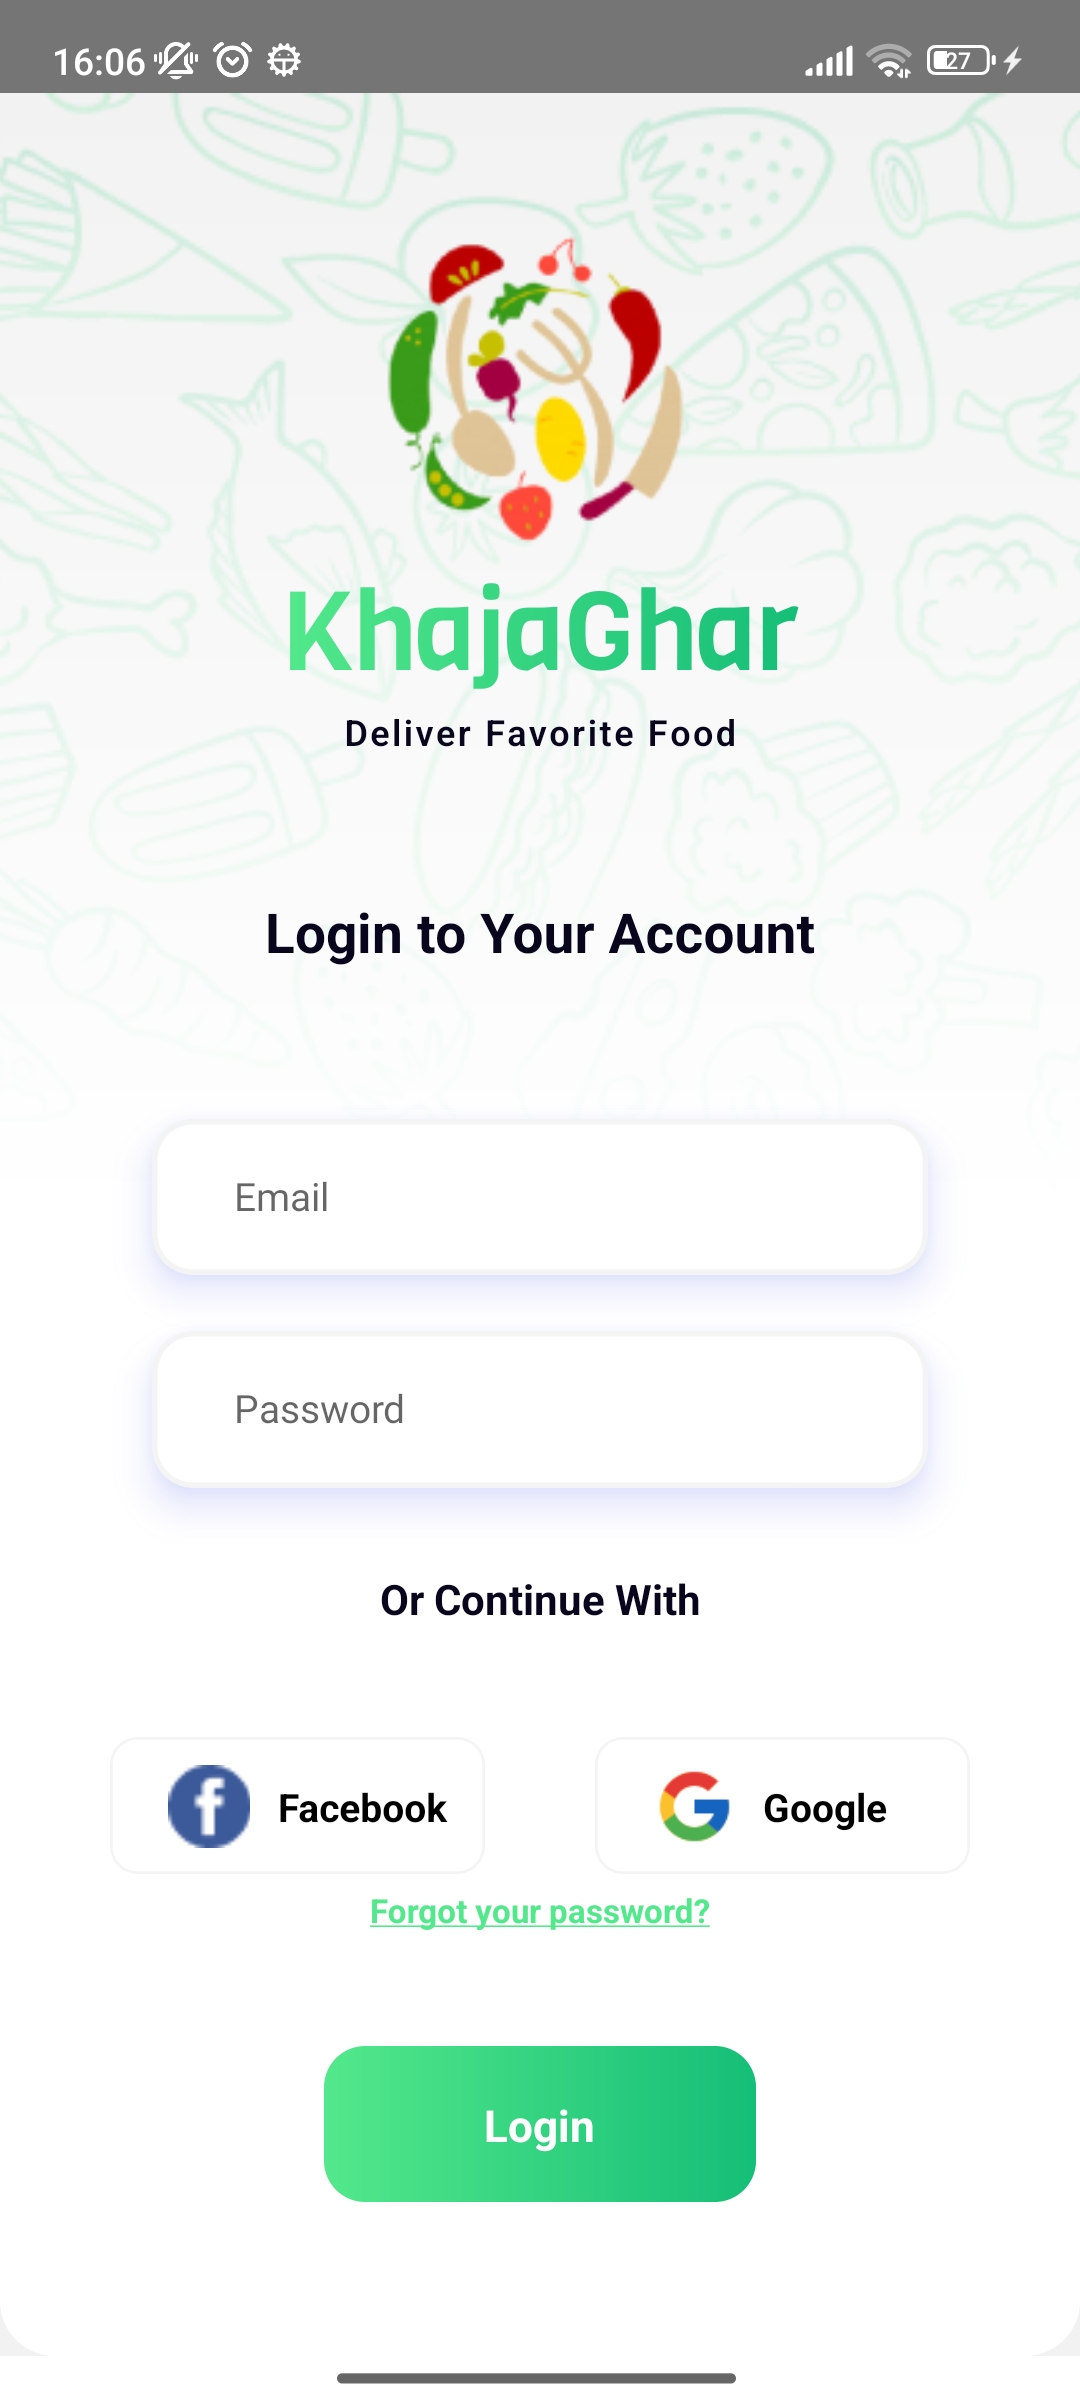 16:06
27
KhajaGhar
Deliver Favorite Food
Login to Your Account
Email
Password
Or Continue With
Facebook
Google
Forgot your password?
Login